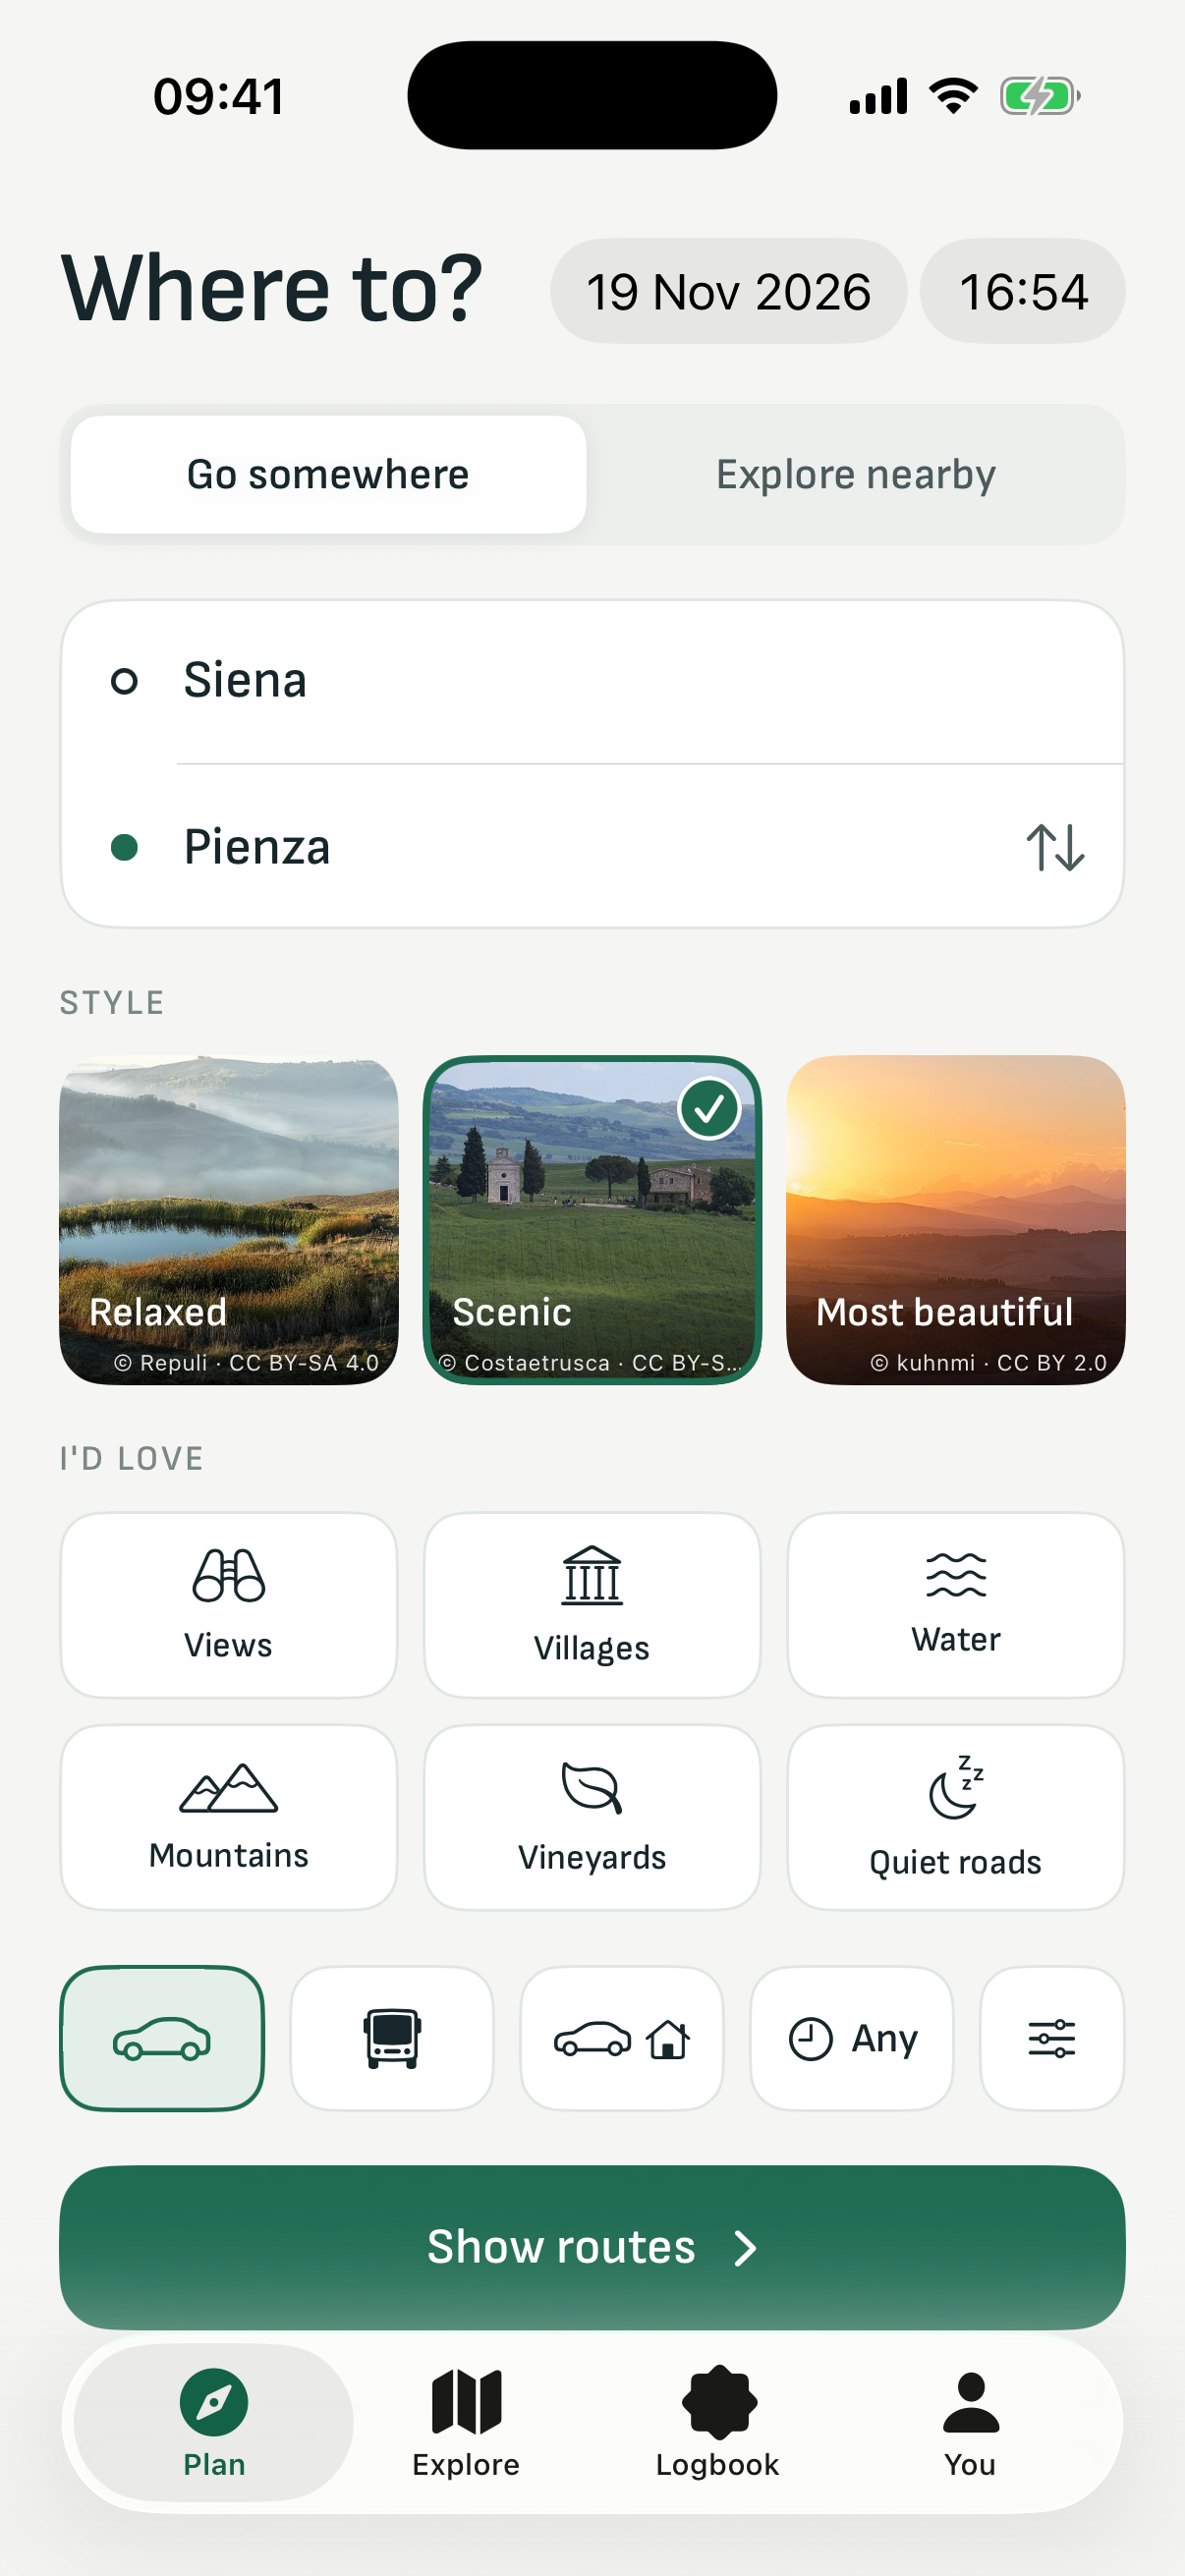 09:41
Where to?
19 Nov 2026
16:54
Go somewhere
Explore nearby
Siena
Pienza
STYLE
Relaxed
© Repuli · CC BY-SA 4.0
Scenic
© Costaetrusca · CC BY-S...
Most beautiful
© kuhnmi · CC BY 2.0
I'D LOVE
Views
Villages
Water
Mountains
Vineyards
zzz
Quiet roads
Any
Show routes
Plan
Explore
Logbook
You